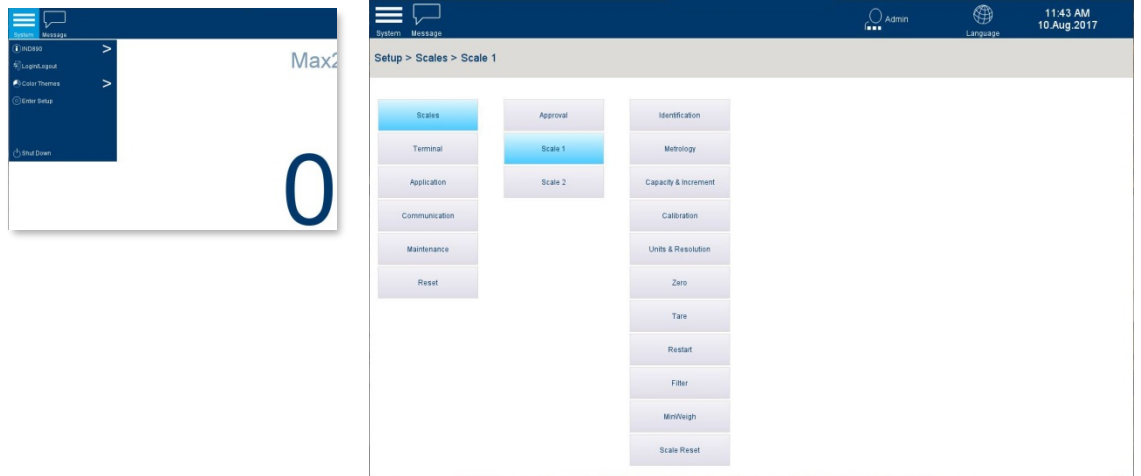 System Message
IND890 >
Login/Logout
Color Themes >
Enter Setup
Shut Down
Max2
0
System Message
Admin
Language
11:43 AM
10.Aug.2017
Setup > Scales > Scale 1
Scales
Terminal
Application
Communication
Maintenance
Reset
Approval
Scale 1
Scale 2
Identification
Metrology
Capacity & Increment
Calibration
Units & Resolution
Zero
Tare
Restart
Filter
MinWeigh
Scale Reset